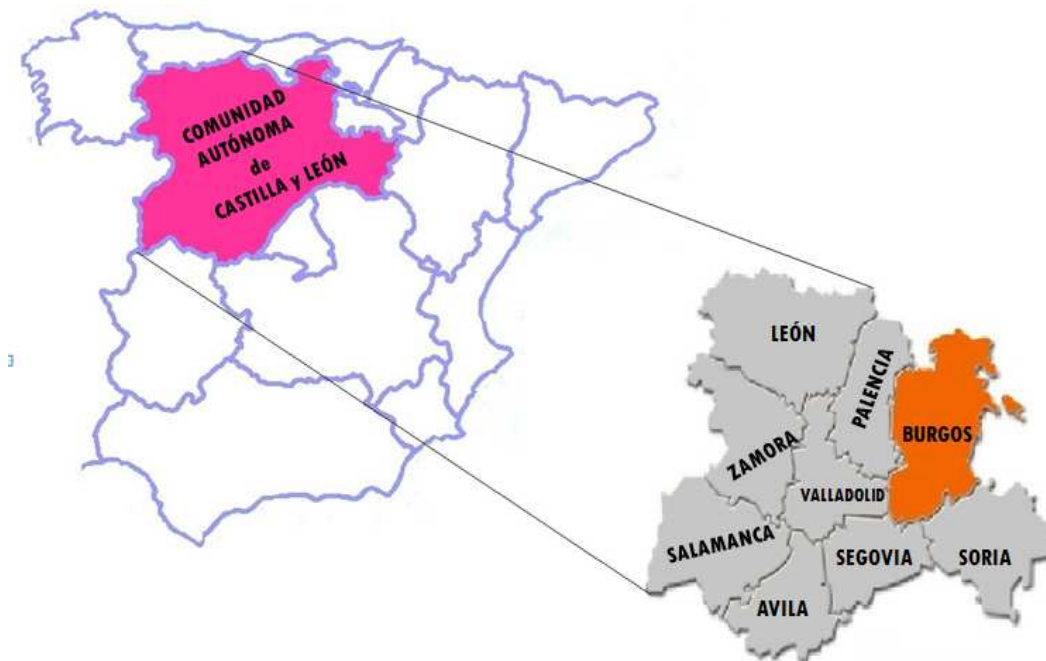 COMUNIDAD
AUTÓNOMA
de
CASTILLA y LEÓN
LEÓN
PALENCIA
BURGOS
ZAMORA
VALLADOLID
SALAMANCA
SEGOVIA
SORIA
AVILA